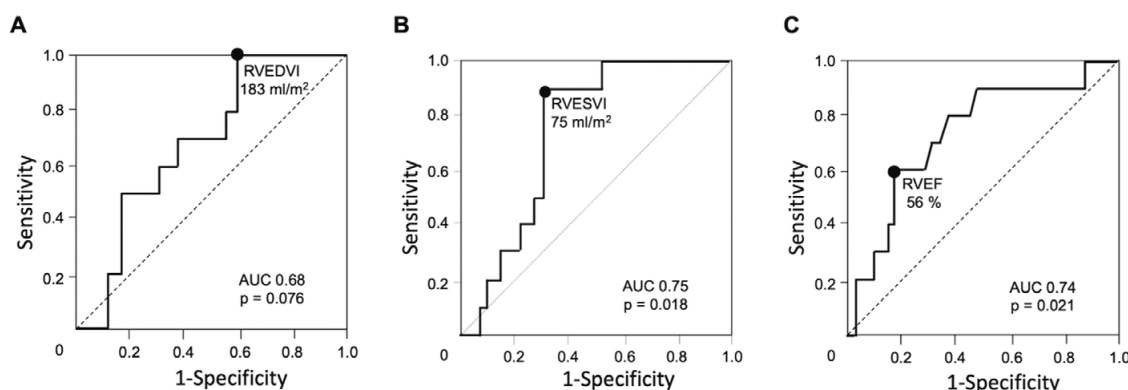 A
Sensitivity
1.0
0.8
0.6
0.4
0.2
0
0.2
0.4
0.6
0.8
1.0
1-Specificity
RVEDVI
183 ml/m²
AUC 0.68
p = 0.076
B
Sensitivity
1.0
0.8
0.6
0.4
0.2
0
0.2
0.4
0.6
0.8
1.0
1-Specificity
RVESVI
75 ml/m²
AUC 0.75
p = 0.018
C
Sensitivity
1.0
0.8
0.6
0.4
0.2
0
0.2
0.4
0.6
0.8
1.0
1-Specificity
RVEF
56 %
AUC 0.74
p = 0.021